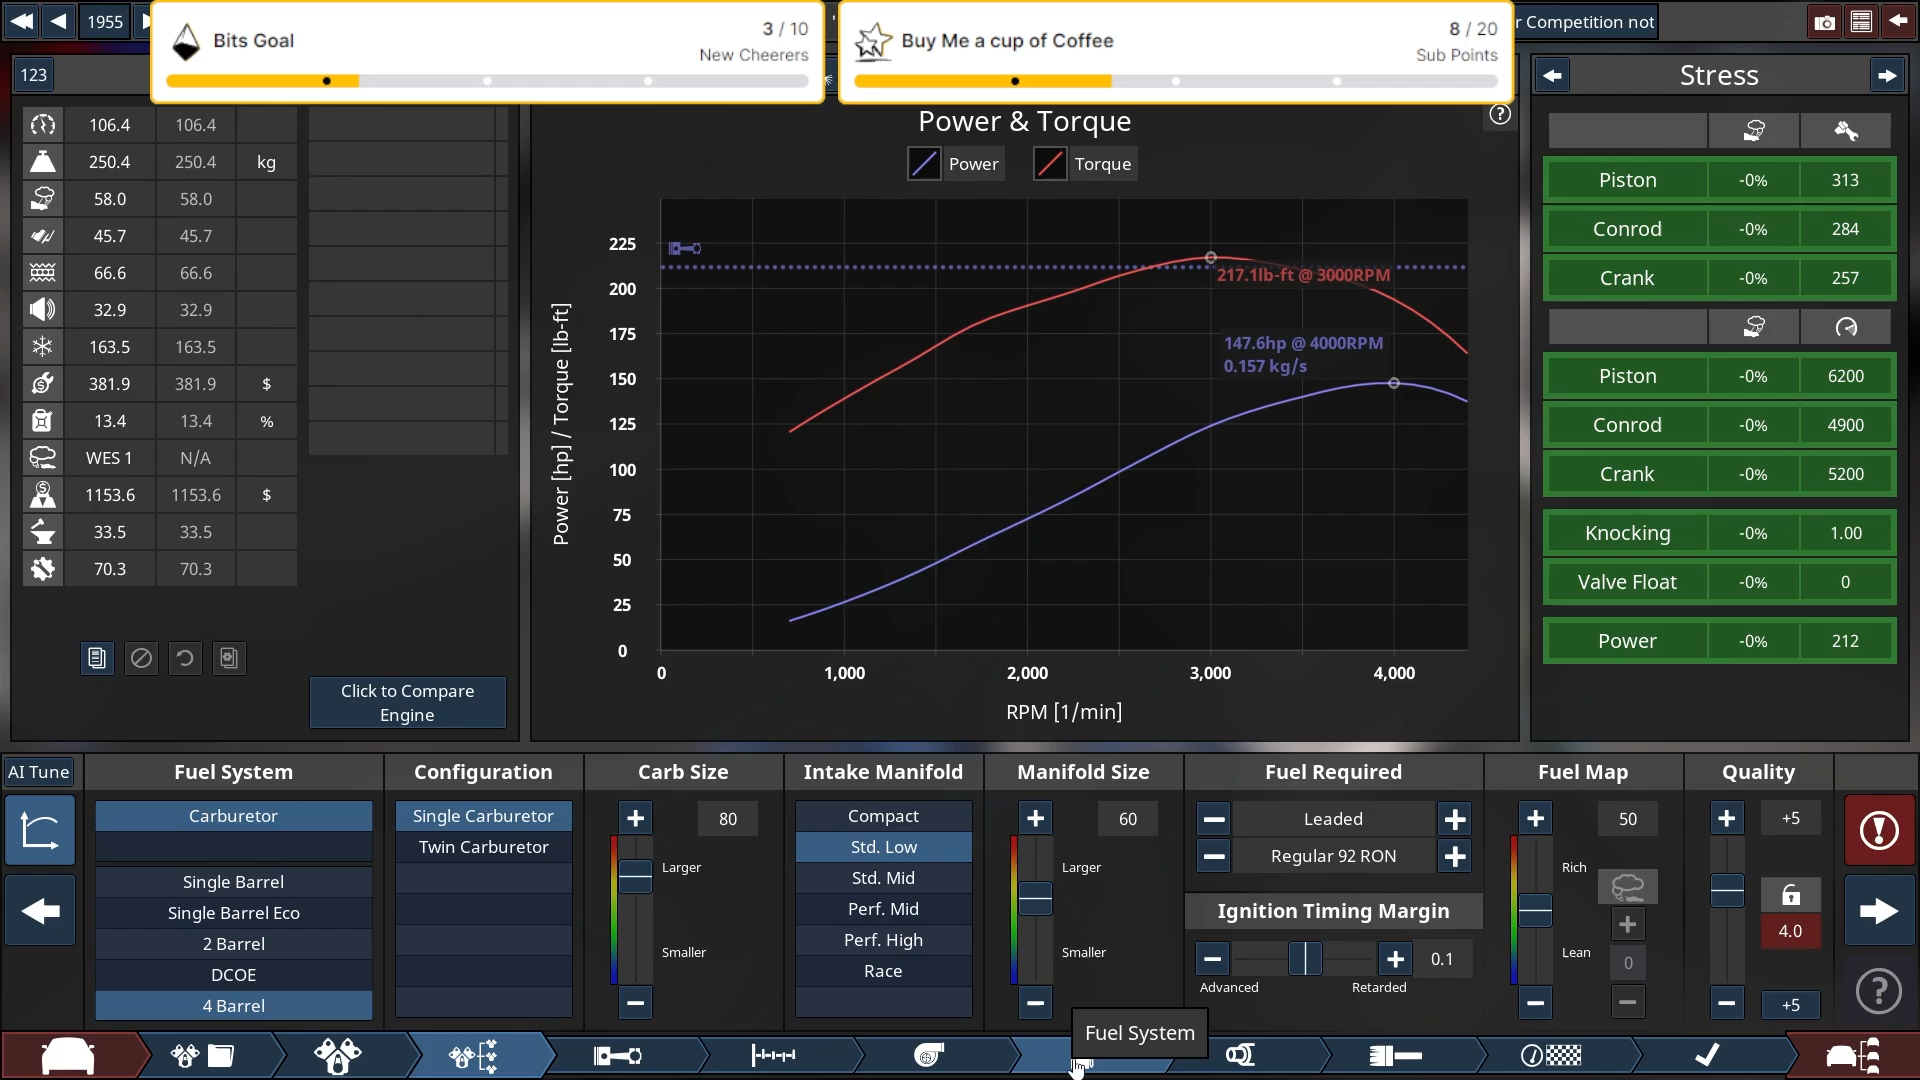 1955
Bits Goal
3 / 10
New Cheerers
Buy Me a cup of Coffee
8 / 20
Sub Points
r Competition not
123
106.4 106.4
250.4 250.4 kg
58.0 58.0
45.7 45.7
66.6 66.6
32.9 32.9
163.5 163.5
381.9 381.9 $
13.4 13.4 %
WES 1 N/A
1153.6 1153.6 $
33.5 33.5
70.3 70.3
Click to Compare
Engine
Power & Torque
?
Power Torque
Power [hp] / Torque [lb-ft]
225
200
175
150
125
100
75
50
25
0
217.1lb-ft @ 3000RPM
147.6hp @ 4000RPM
0.157 kg/s
0 1,000 2,000 3,000 4,000
RPM [1/min]
Stress
Piston -0% 313
Conrod -0% 284
Crank -0% 257
Piston -0% 6200
Conrod -0% 4900
Crank -0% 5200
Knocking -0% 1.00
Valve Float -0% 0
Power -0% 212
AI Tune
Fuel System
Carburetor
Single Barrel
Single Barrel Eco
2 Barrel
DCOE
4 Barrel
Configuration
Single Carburetor
Twin Carburetor
Carb Size
80
Larger
Smaller
Intake Manifold
Compact
Std. Low
Std. Mid
Perf. Mid
Perf. High
Race
Manifold Size
60
Larger
Smaller
Fuel Required
Leaded
Regular 92 RON
Ignition Timing Margin
0.1
Advanced Retarded
Fuel Map
50
Rich
Lean
0
Quality
+5
4.0
+5
?
Fuel System